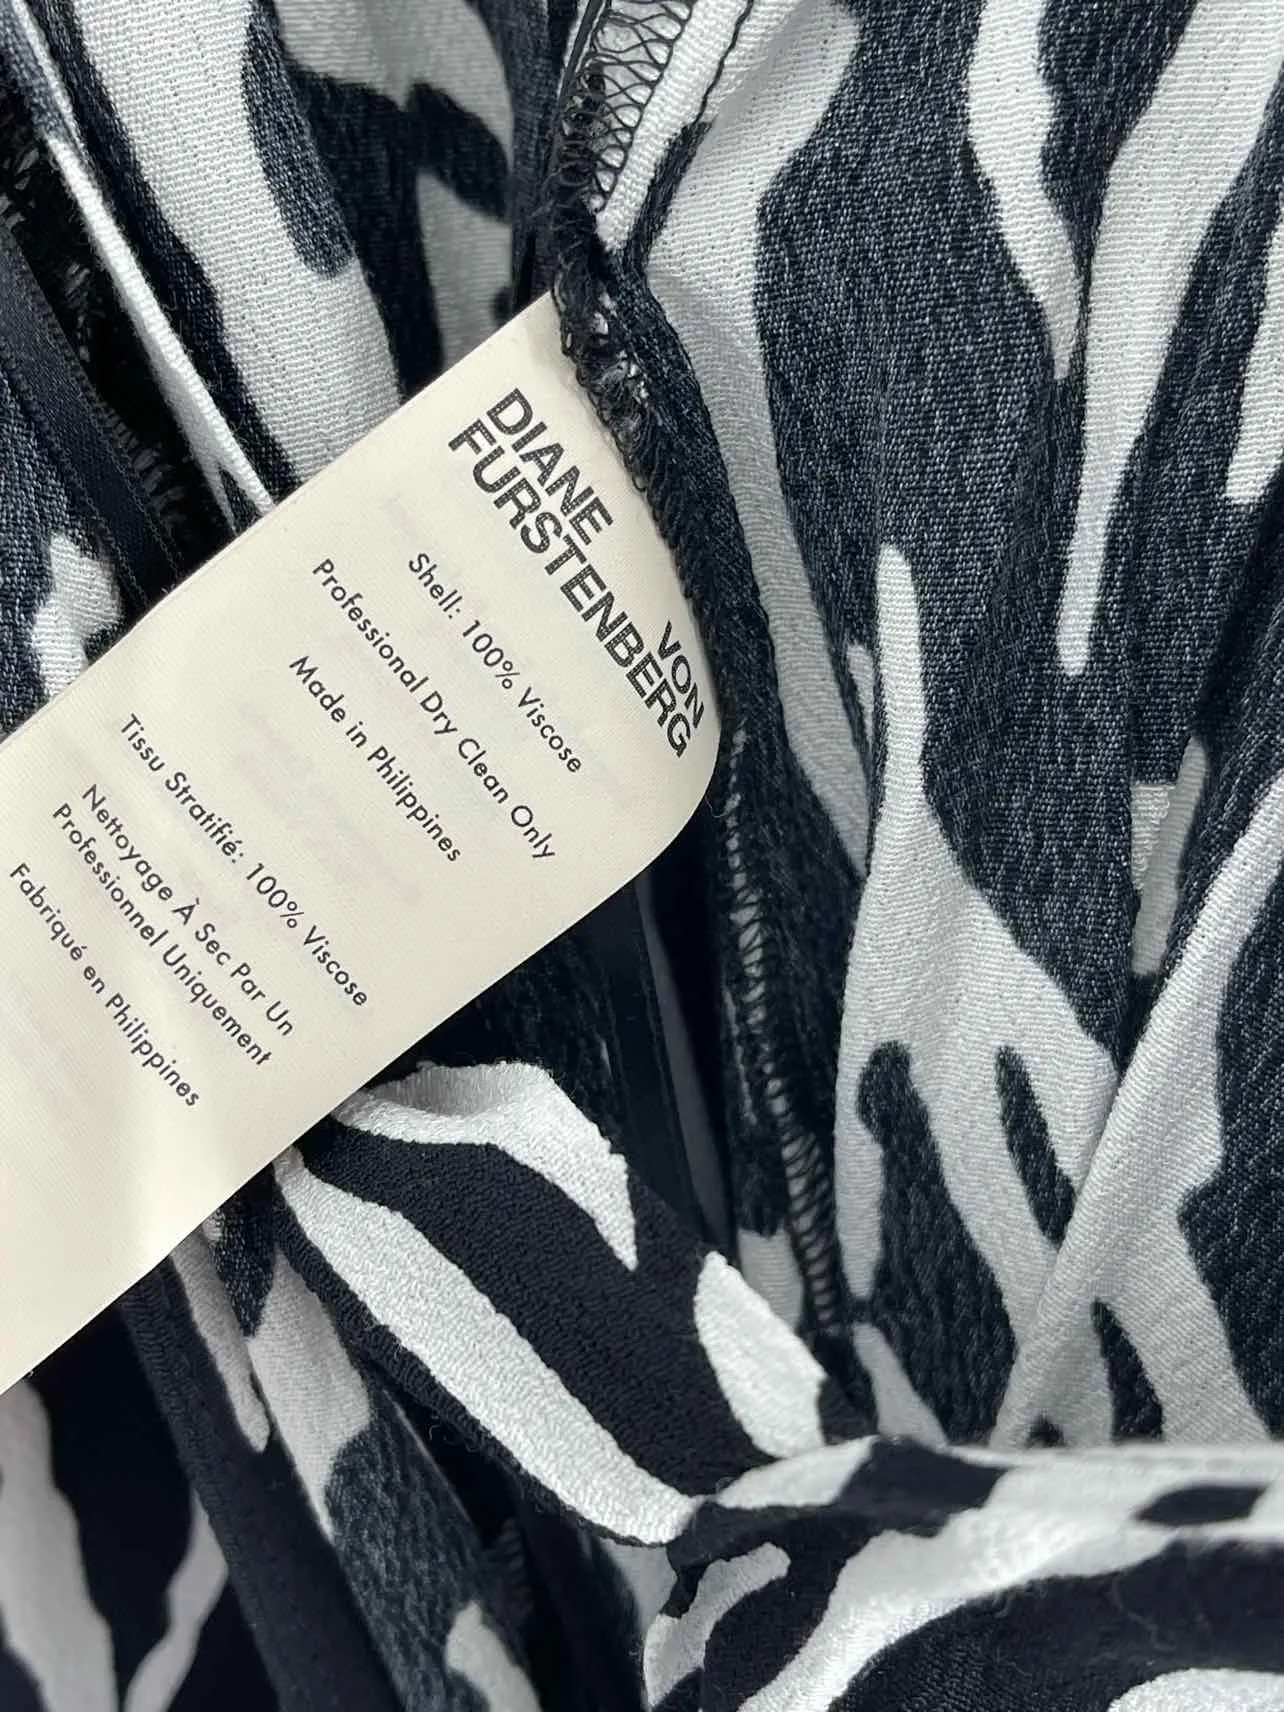 DIANE
VON
FURSTENBERG
Shell: 100% Viscose
Professional Dry Clean Only
Made in Philippines
Tissu Stratifié: 100% Viscose
Nettoyage À Sec Par Un
Professionnel Uniquement
Fabriqué en Philippines